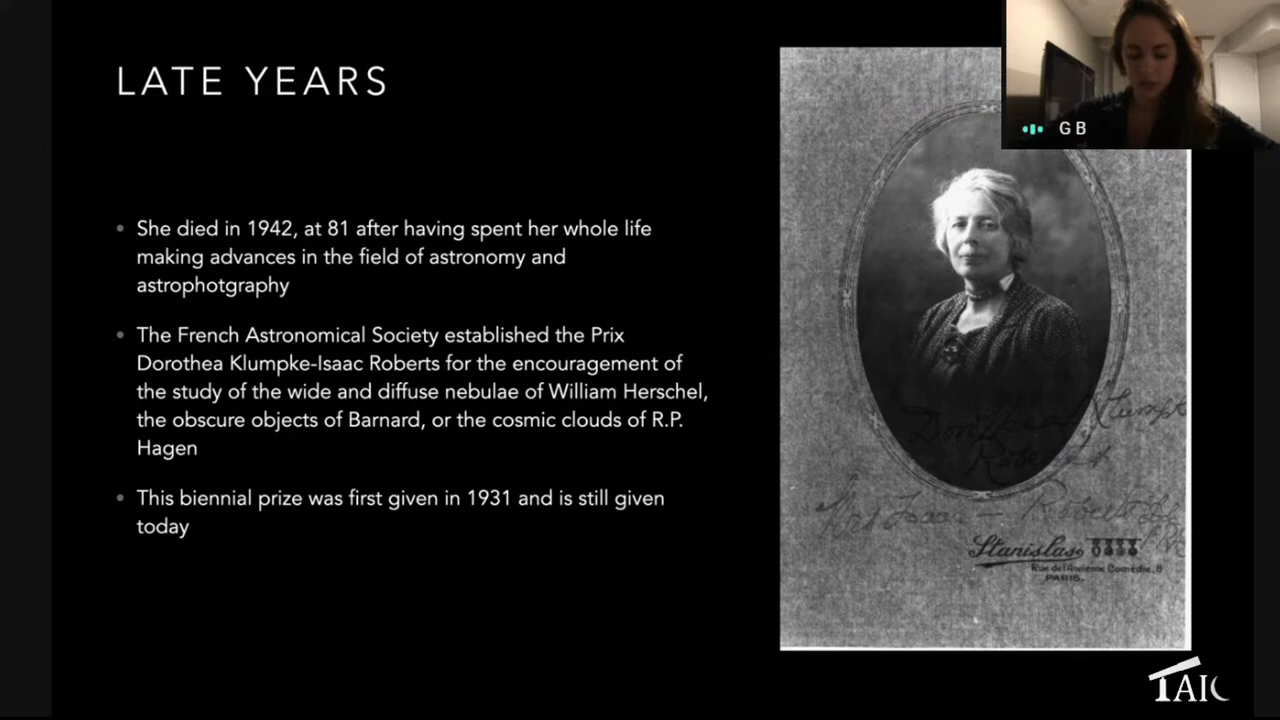 LATE YEARS
GB
She died in 1942, at 81 after having spent her whole life
making advances in the field of astronomy and
astrophotgraphy
The French Astronomical Society established the Prix
Dorothea Klumpke-Isaac Roberts for the encouragement of
the study of the wide and diffuse nebulae of William Herschel,
the obscure objects of Barnard, or the cosmic clouds of R.P.
Hagen
This biennial prize was first given in 1931 and is still given
today
Stanislas
Rue de l'Ancienne Comédie, 8
PARIS.
TAIC